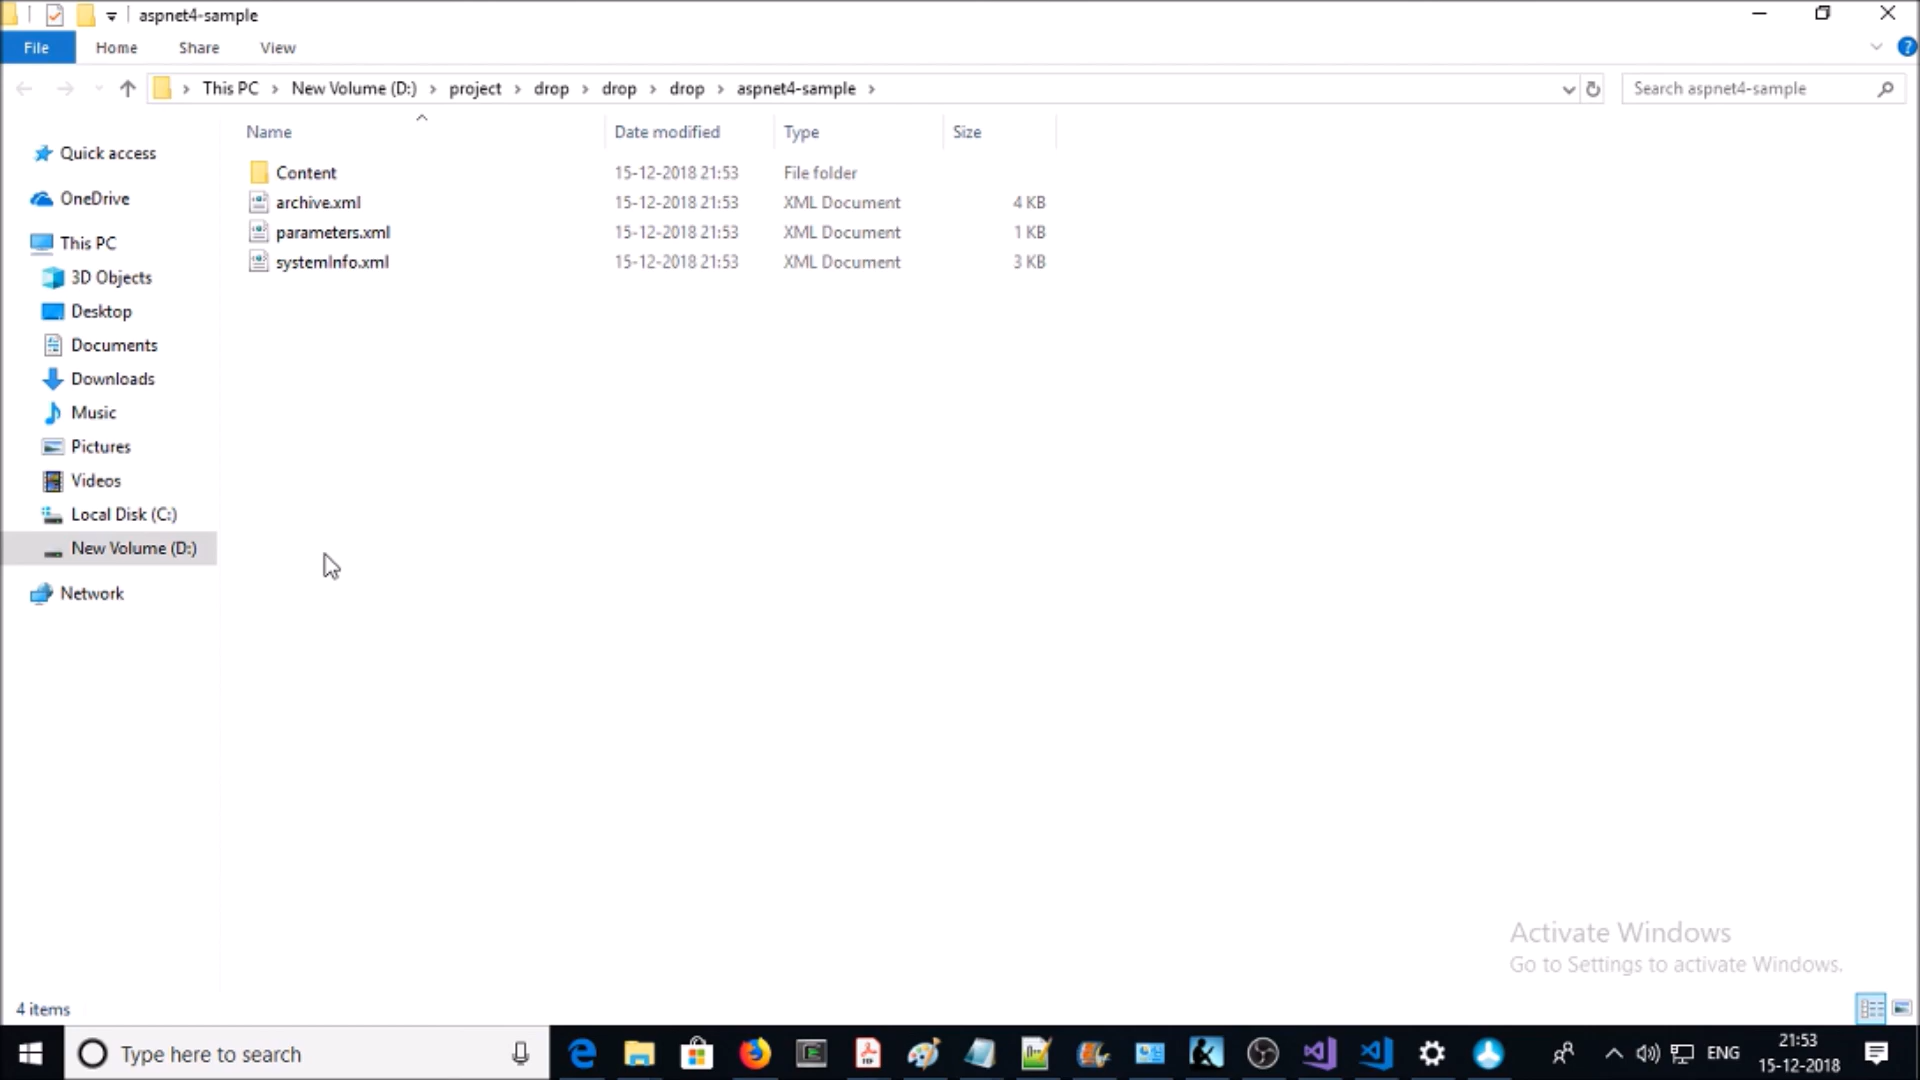 aspnet4-sample
File Home Share View
This PC New Volume (D:) project drop drop drop aspnet4-sample
Search aspnet4-sample
Name Date modified Type Size
Quick access
OneDrive
This PC
3D Objects
Desktop
Documents
Downloads
Music
Pictures
Videos
Local Disk (C:)
New Volume (D:)
Network
Content 15-12-2018 21:53 File folder
archive.xml 15-12-2018 21:53 XML Document 4 KB
parameters.xml 15-12-2018 21:53 XML Document 1 KB
systemInfo.xml 15-12-2018 21:53 XML Document 3 KB
Activate Windows
Go to Settings to activate Windows.
4 items
Type here to search
ENG
21:53
15-12-2018